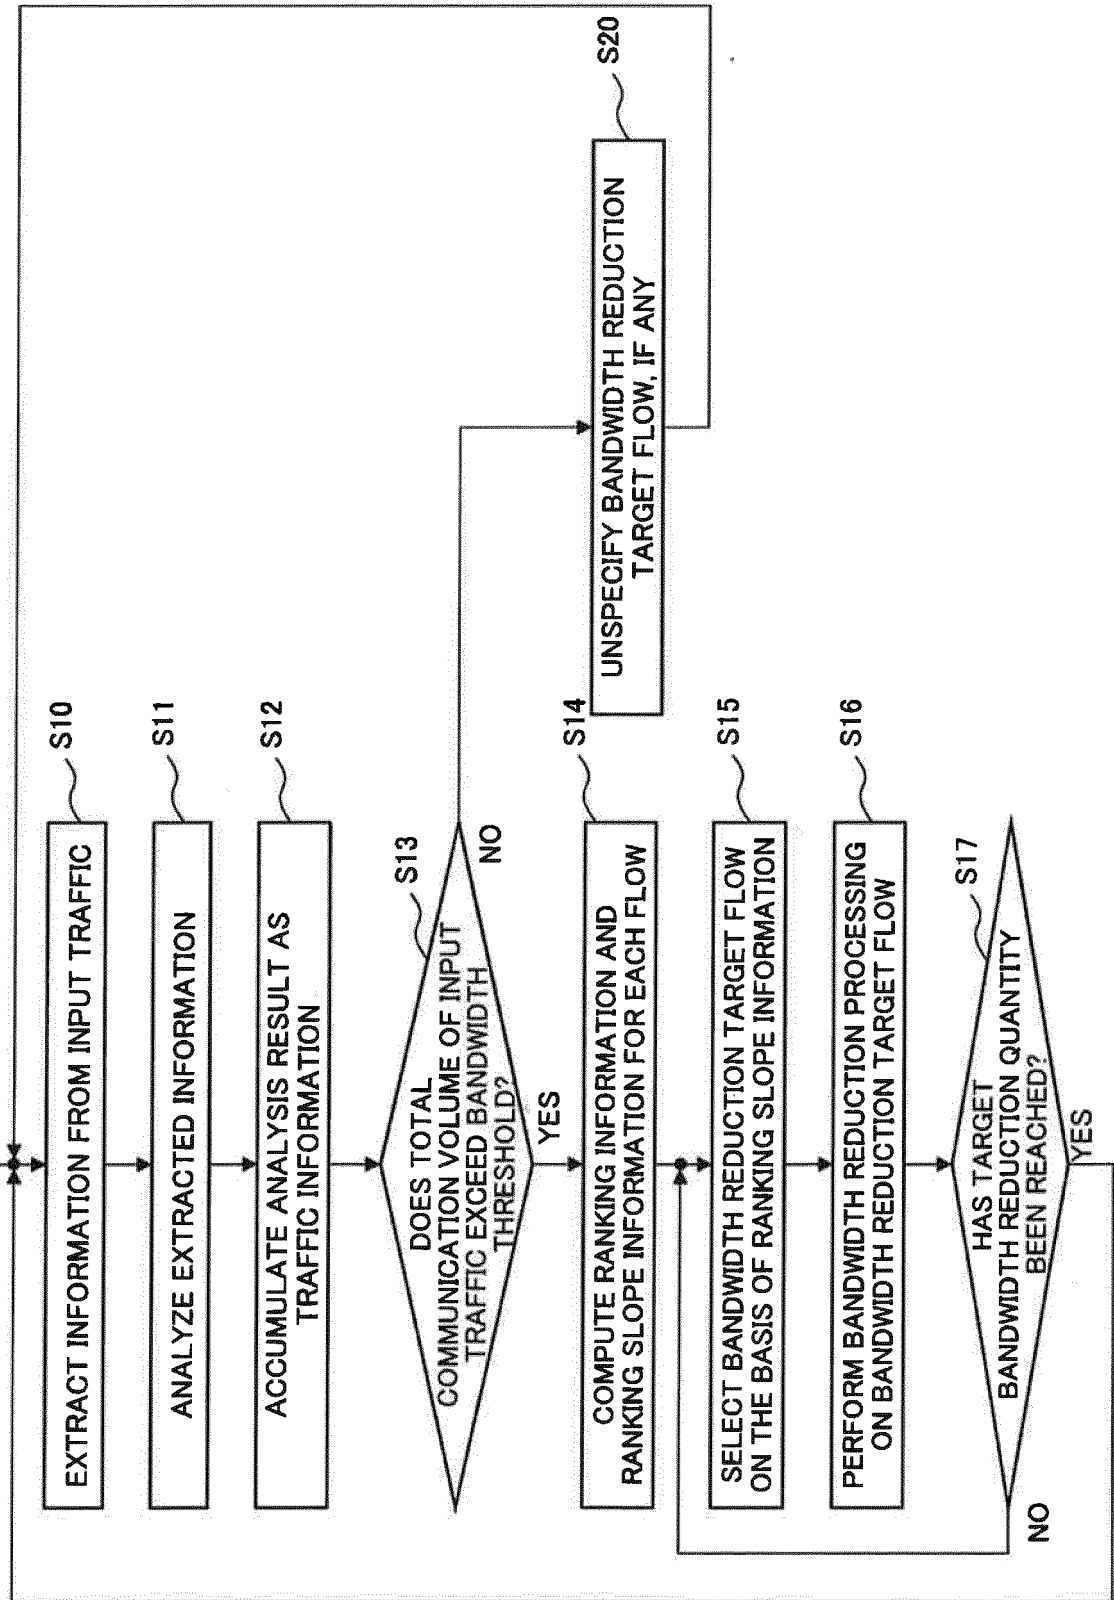 EXTRACT INFORMATION FROM INPUT TRAFFIC
S10
ANALYZE EXTRACTED INFORMATION
S11
ACCUMULATE ANALYSIS RESULT AS
TRAFFIC INFORMATION
S12
DOES TOTAL
COMMUNICATION VOLUME OF INPUT
TRAFFIC EXCEED BANDWIDTH
THRESHOLD?
S13
NO
YES
COMPUTE RANKING INFORMATION AND
RANKING SLOPE INFORMATION FOR EACH FLOW
S14
UNSPECIFY BANDWIDTH REDUCTION
TARGET FLOW, IF ANY
S20
SELECT BANDWIDTH REDUCTION TARGET FLOW
ON THE BASIS OF RANKING SLOPE INFORMATION
S15
PERFORM BANDWIDTH REDUCTION PROCESSING
ON BANDWIDTH REDUCTION TARGET FLOW
S16
HAS TARGET
BANDWIDTH REDUCTION QUANTITY
BEEN REACHED?
S17
NO
YES